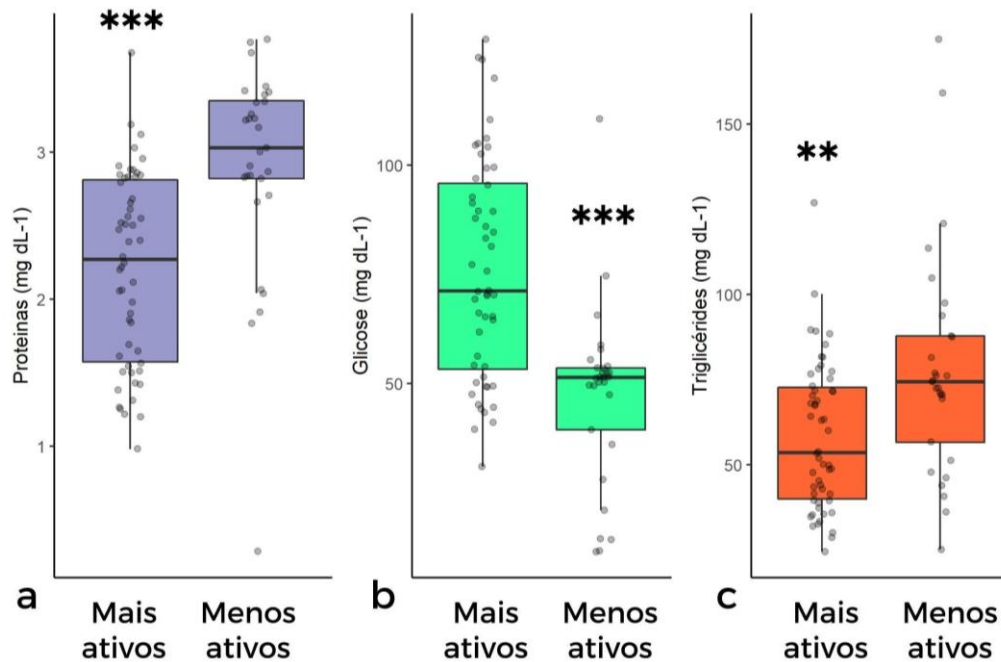 ***
Proteínas (mg dL-1)
3
2
1
a
Mais
ativos
Menos
ativos
Glicose (mg dL-1)
100
50
***
b
Mais
ativos
Menos
ativos
Triglicérides (mg dL-1)
150
100
50
**
c
Mais
ativos
Menos
ativos